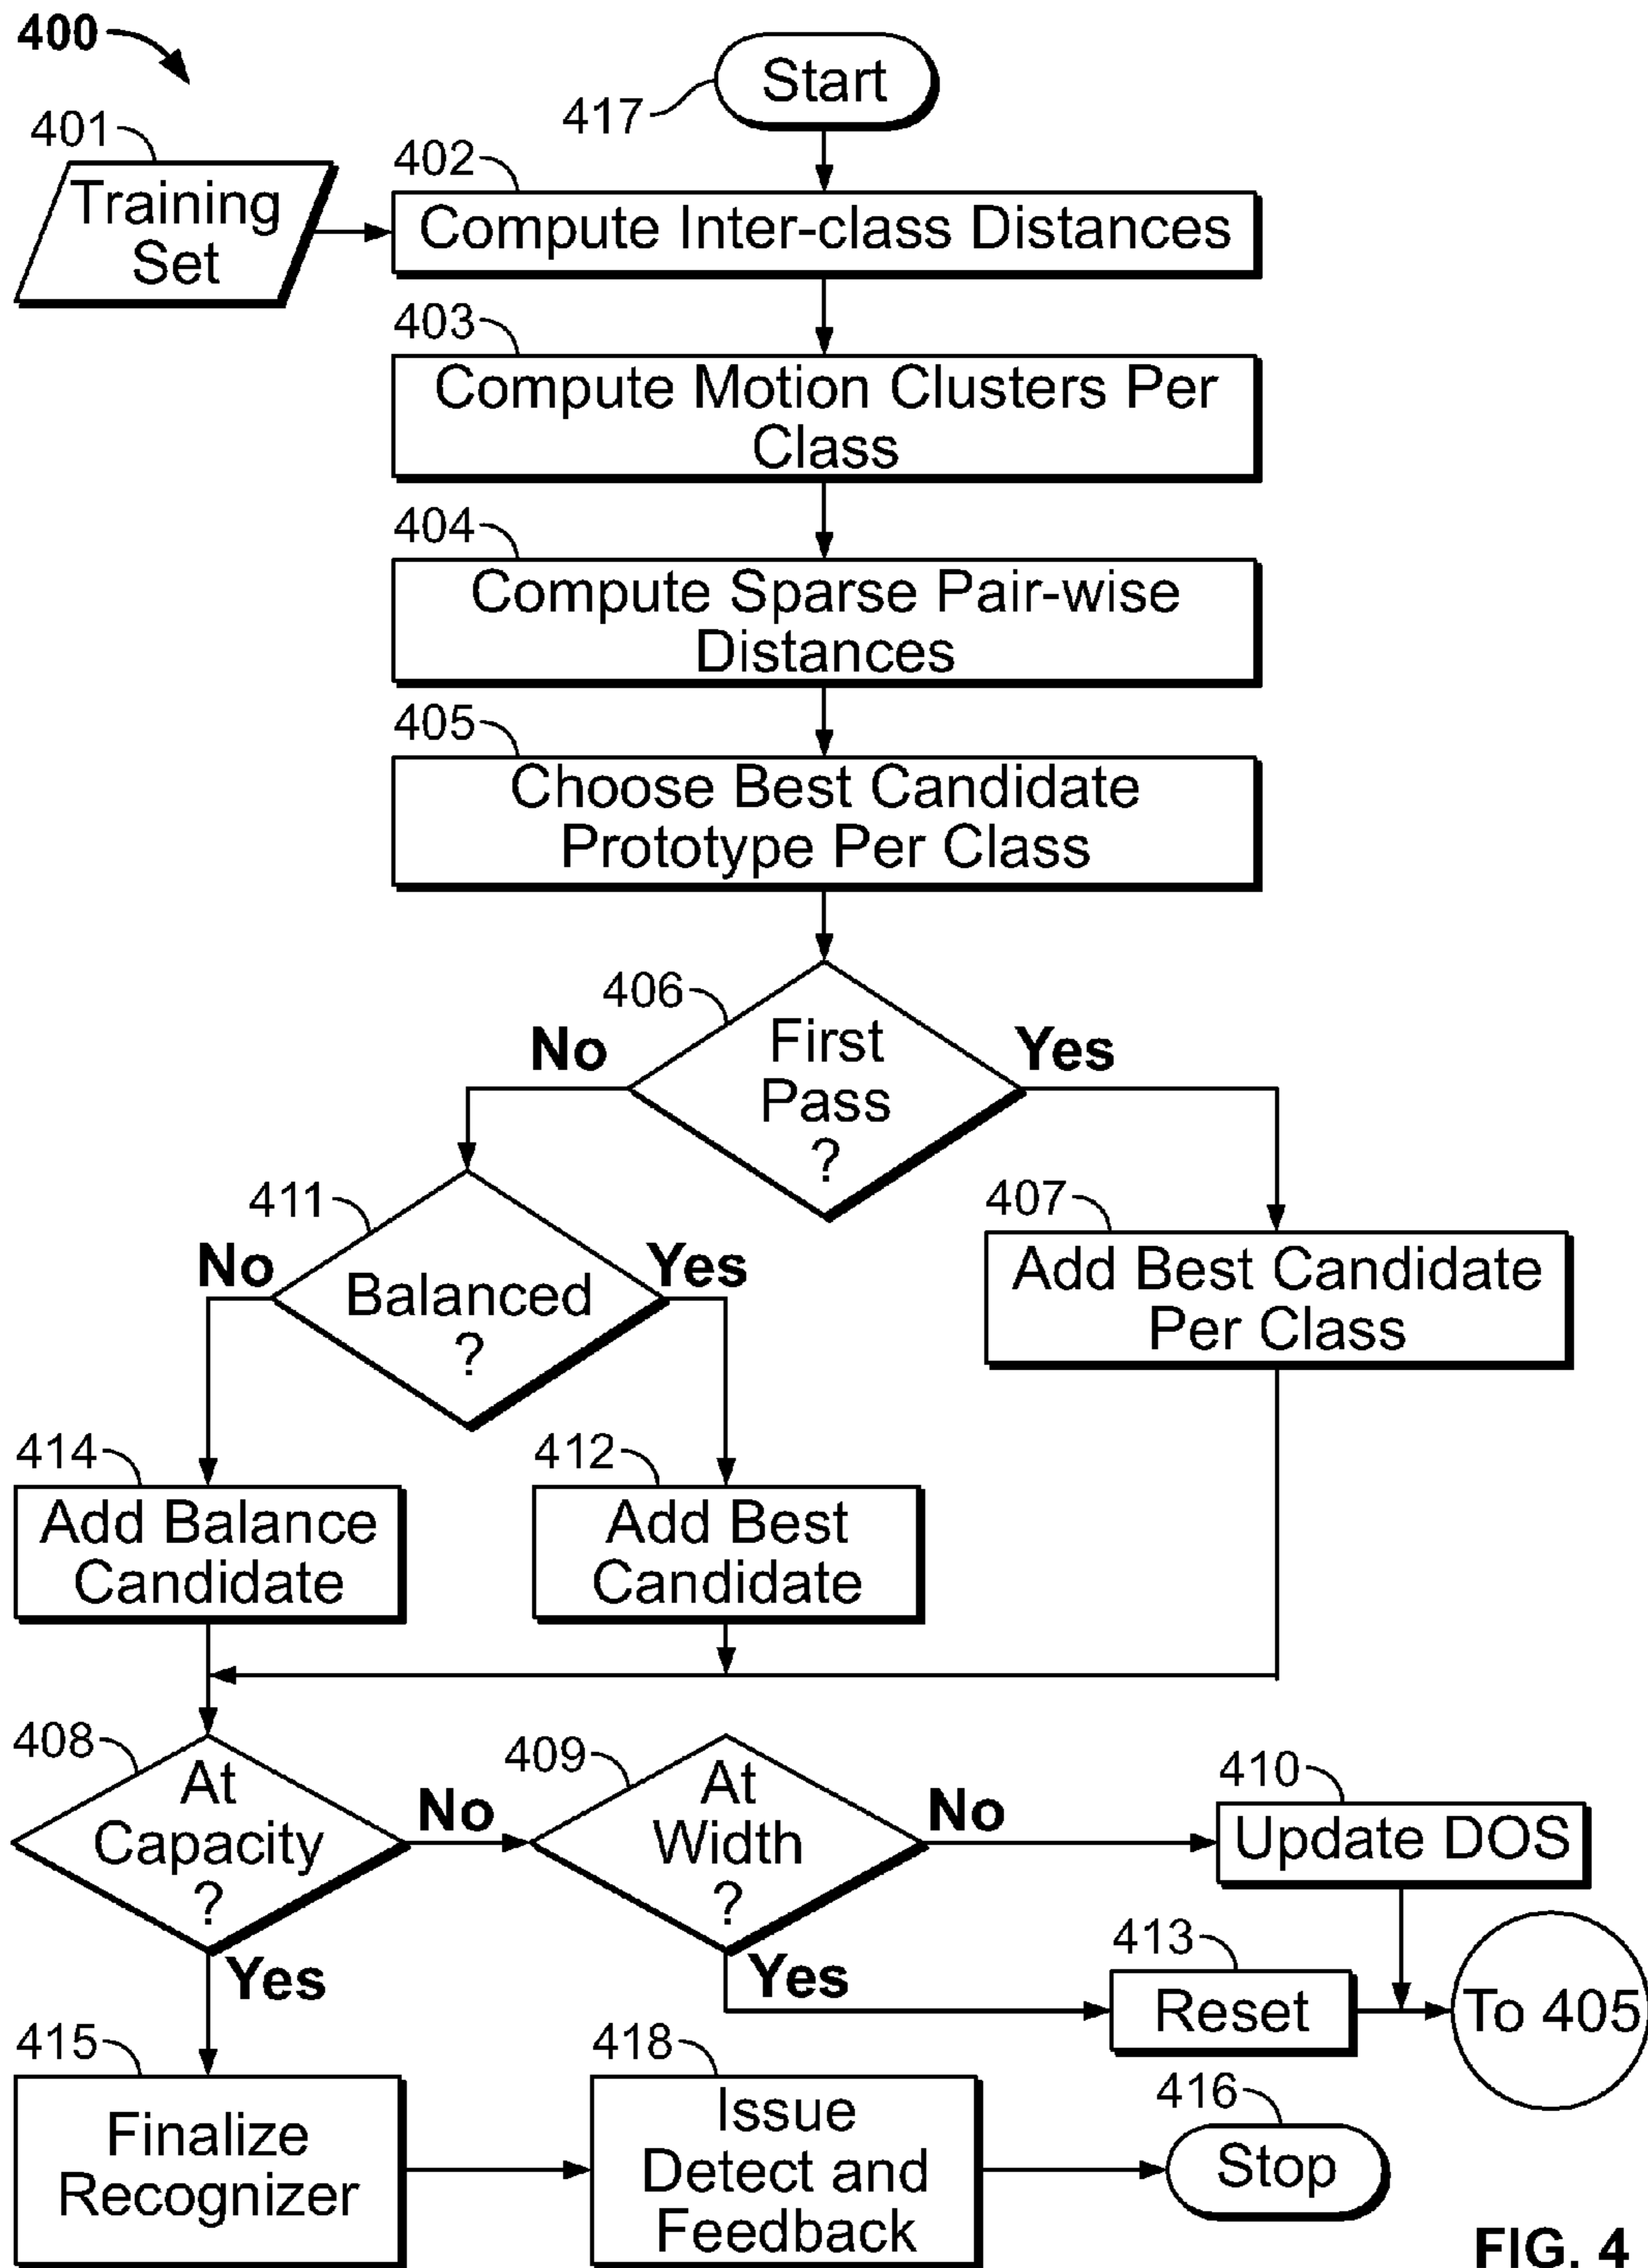 400
Start
417
401
Training
Set
402
Compute Inter-class Distances
403
Compute Motion Clusters Per
Class
404
Compute Sparse Pair-wise
Distances
405
Choose Best Candidate
Prototype Per Class
406
First
Pass
?
No
Yes
411
Balanced
?
No
Yes
407
Add Best Candidate
Per Class
414
Add Balance
Candidate
412
Add Best
Candidate
408
At
Capacity
?
No
Yes
409
At
Width
?
No
Yes
410
Update DOS
413
Reset
To 405
415
Finalize
Recognizer
418
Issue
Detect and
Feedback
416
Stop
FIG. 4